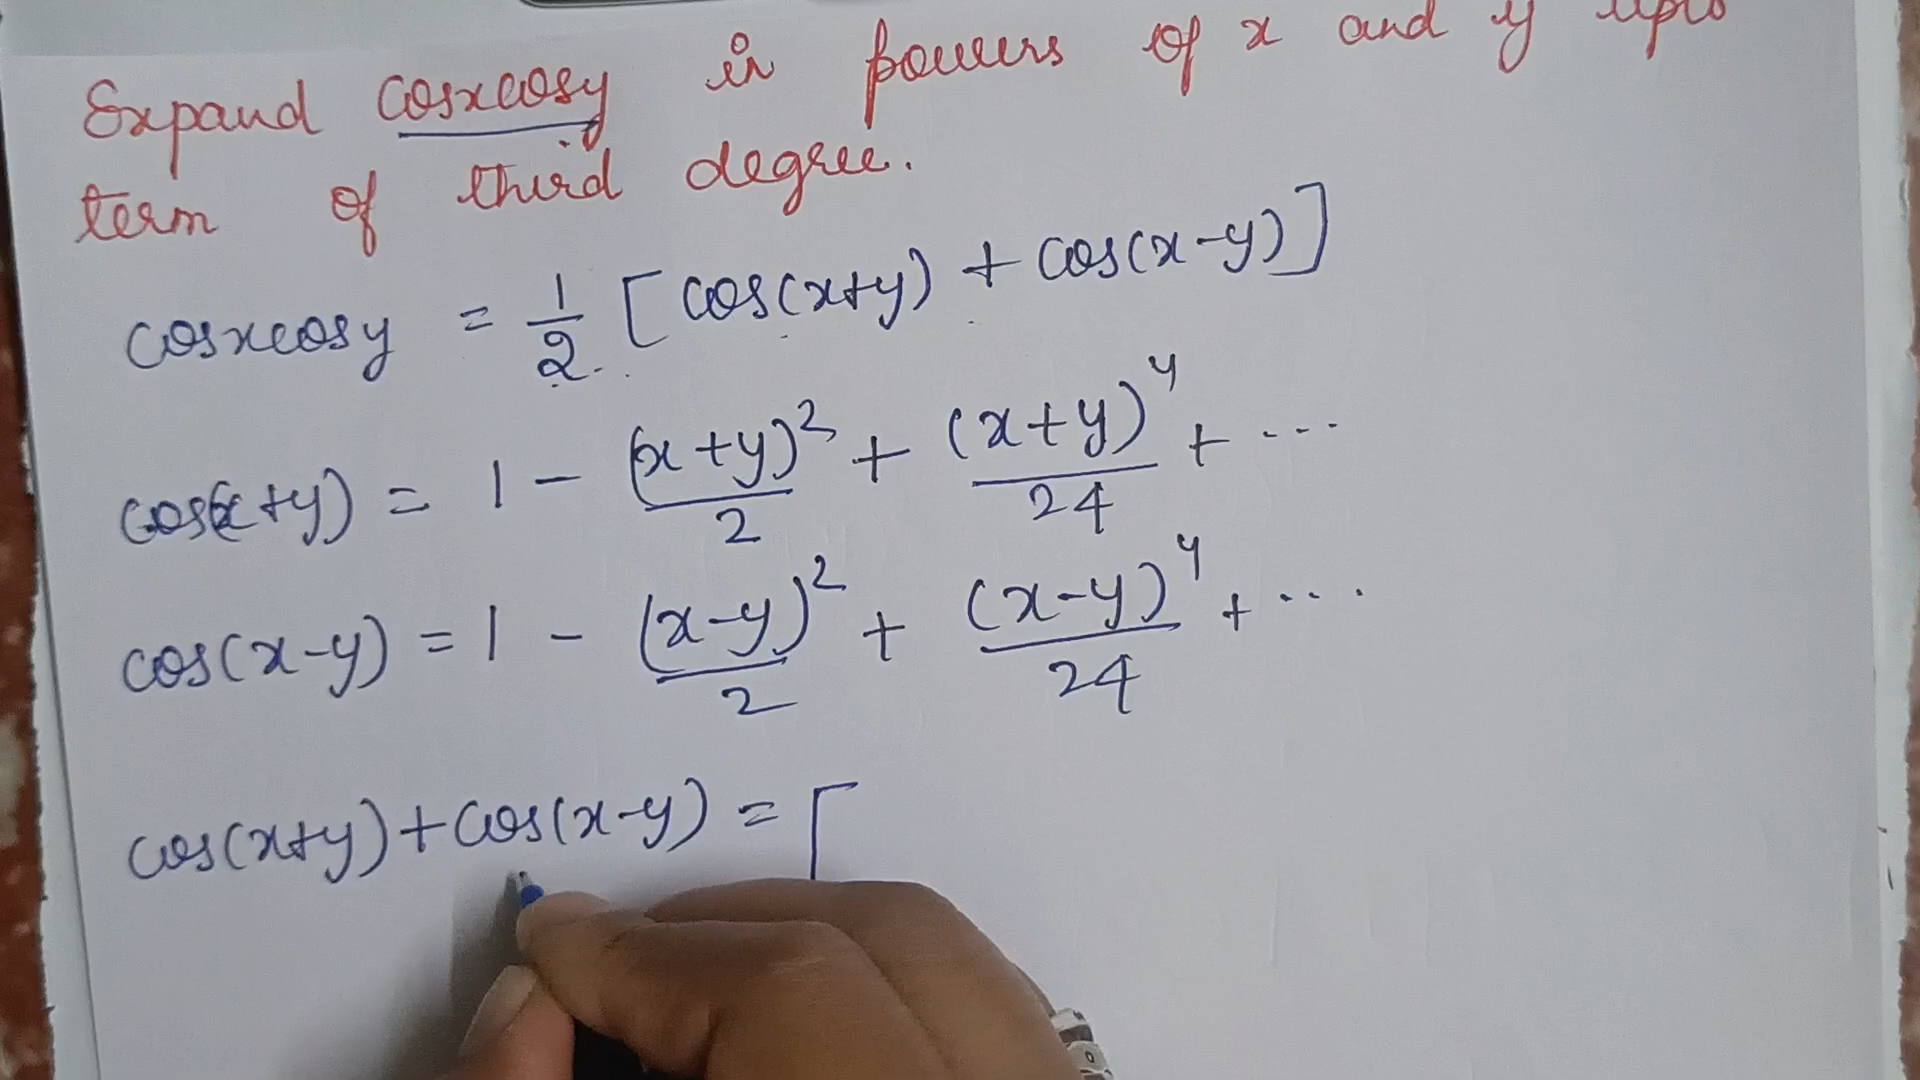 Expand cosxcosy in powers of x and y upto
term of third degree.
cosxcosy = 1/2 [cos(x+y) + cos(x-y)]
cos(x+y) = 1 - (x+y)²/2 + (x+y)⁴/24 + ....
cos(x-y) = 1 - (x-y)²/2 + (x-y)⁴/24 + ....
cos(x+y)+cos(x-y) = [